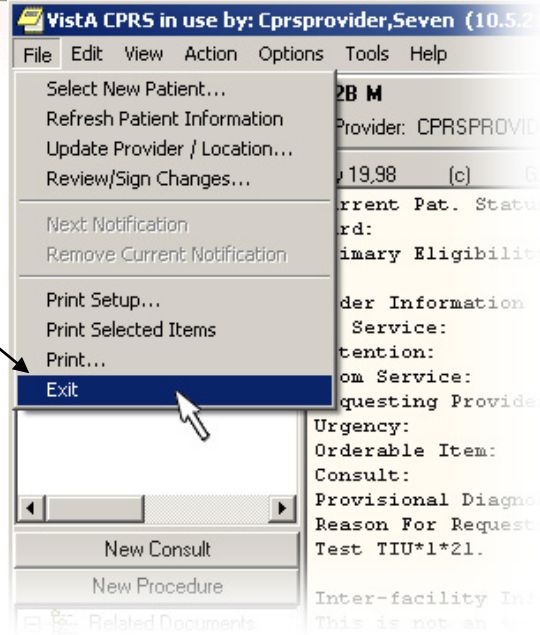 VistA CPRS in use by: Cprsprovider,Seven (10.5.2
File Edit View Action Options Tools Help
Select New Patient...
Refresh Patient Information
Update Provider / Location...
Review/Sign Changes...
Next Notification
Remove Current Notification
Print Setup...
Print Selected Items
Print...
Exit
2B M
Provider: CPRSPROVID
19,98 (c)
rrent Pat. Statu
rd:
imary Eligibilit
der Information
Service:
tention:
om Service:
questing Provide
Urgency:
Orderable Item:
Consult:
Provisional Diagno
Reason For Request
Test TIU*1*21.
Inter-facility In
This is not an
New Consult
New Procedure
Related Documents